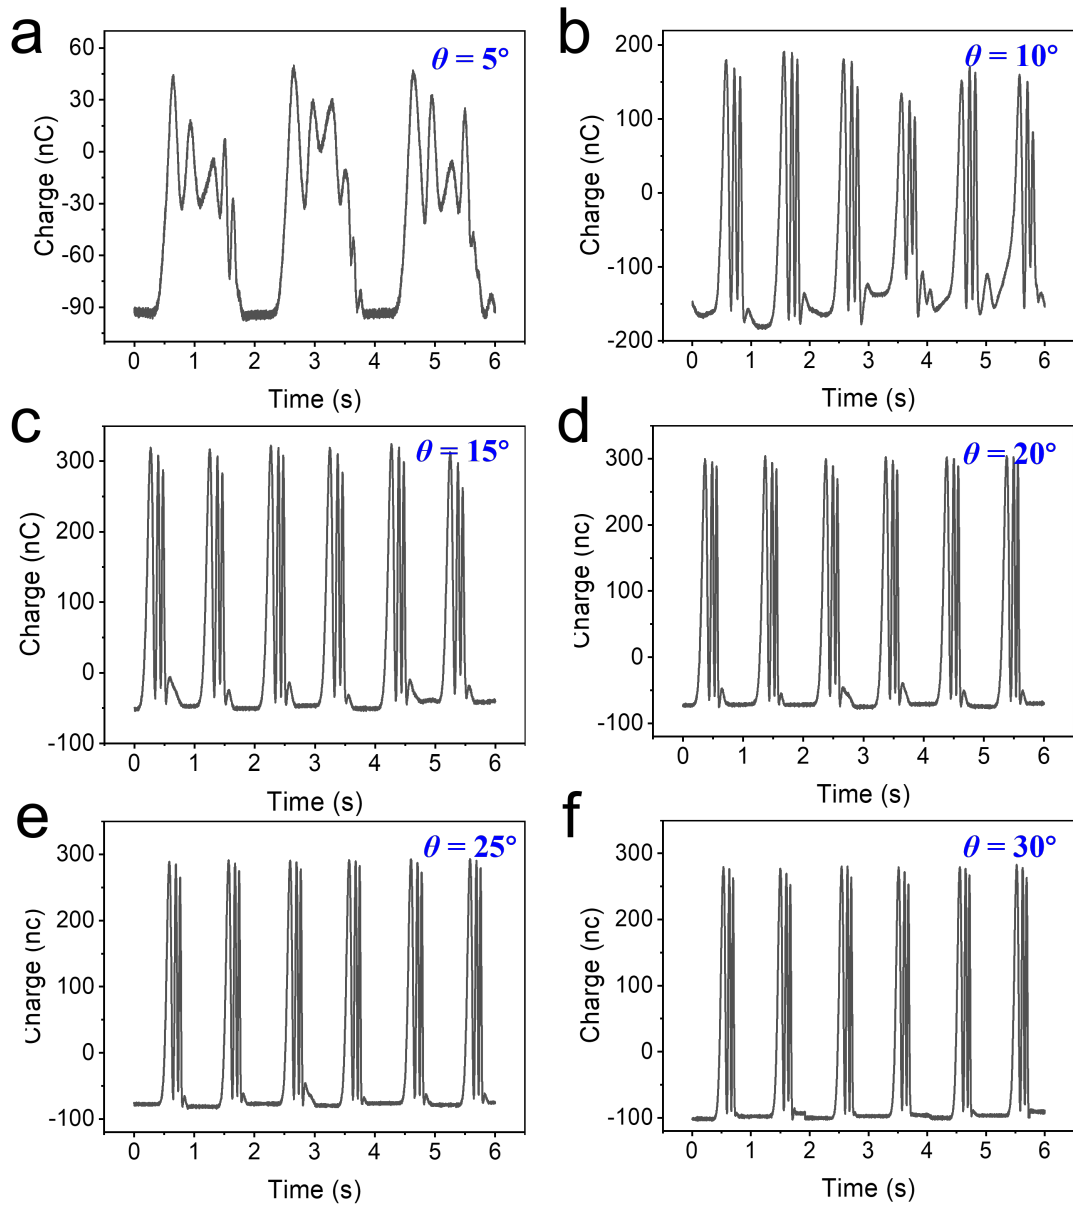 a
b
θ = 5°
θ = 10°
60
30
0
-30
-60
-90
Charge (nC)
0 1 2 3 4 5 6
Time (s)
200
100
0
-100
-200
Charge (nC)
0 1 2 3 4 5 6
Time (s)
c
d
θ = 15°
θ = 20°
300
200
100
0
-100
Charge (nC)
0 1 2 3 4 5 6
Time (s)
300
200
100
0
-100
Charge (nc)
0 1 2 3 4 5 6
Time (s)
e
f
θ = 25°
θ = 30°
300
200
100
0
-100
Charge (nc)
0 1 2 3 4 5 6
Time (s)
300
200
100
0
-100
Charge (nc)
0 1 2 3 4 5 6
Time (s)